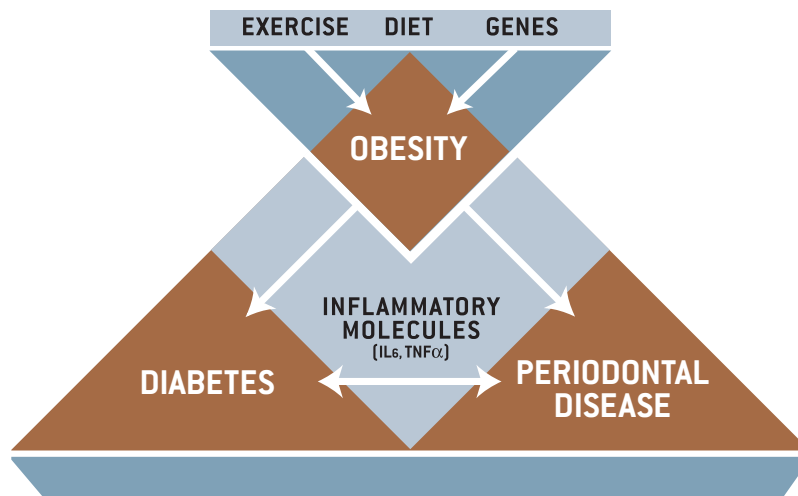 EXERCISE DIET GENES
OBESITY
INFLAMMATORY
MOLECULES
(IL6, TNFα)
DIABETES
PERIODONTAL
DISEASE